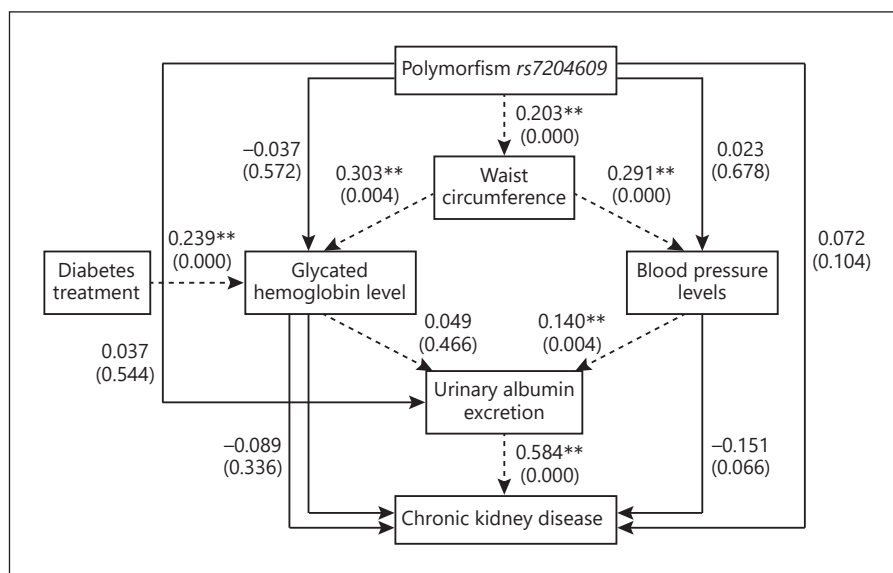 Polymorfism rs7204609
0.203**
(0.000)
–0.037
(0.572)
0.023
(0.678)
0.303**
(0.004)
Waist
circumference
0.291**
(0.000)
0.072
(0.104)
0.239**
(0.000)
Diabetes
treatment
Glycated
hemoglobin level
Blood pressure
levels
0.037
(0.544)
0.049
(0.466)
0.140**
(0.004)
Urinary albumin
excretion
–0.089
(0.336)
0.584**
(0.000)
–0.151
(0.066)
Chronic kidney disease